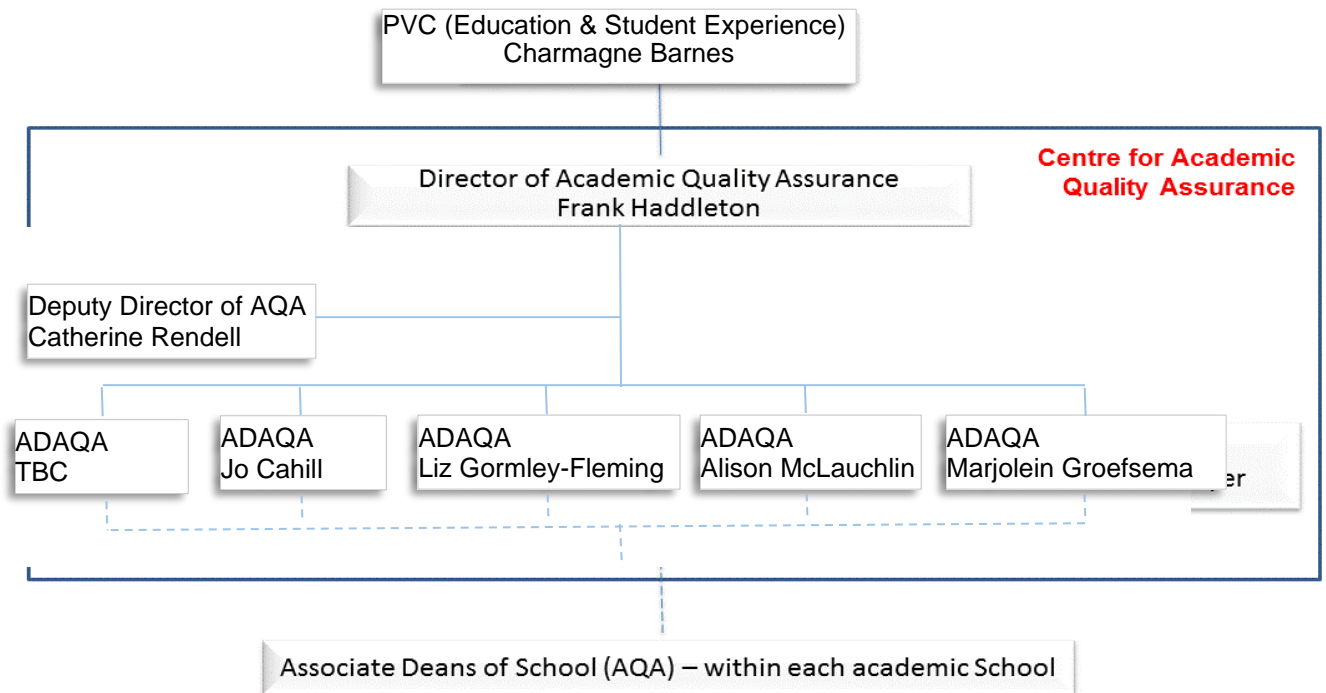 PVC (Education & Student Experience)
Charmagne Barnes
Centre for Academic
Quality Assurance
Director of Academic Quality Assurance
Frank Haddleton
Deputy Director of AQA
Catherine Rendell
ADAQA
TBC
ADAQA
Jo Cahill
ADAQA
Liz Gormley-Fleming
ADAQA
Alison McLauchlin
ADAQA
Marjolein Groefsema
Associate Deans of School (AQA) – within each academic School